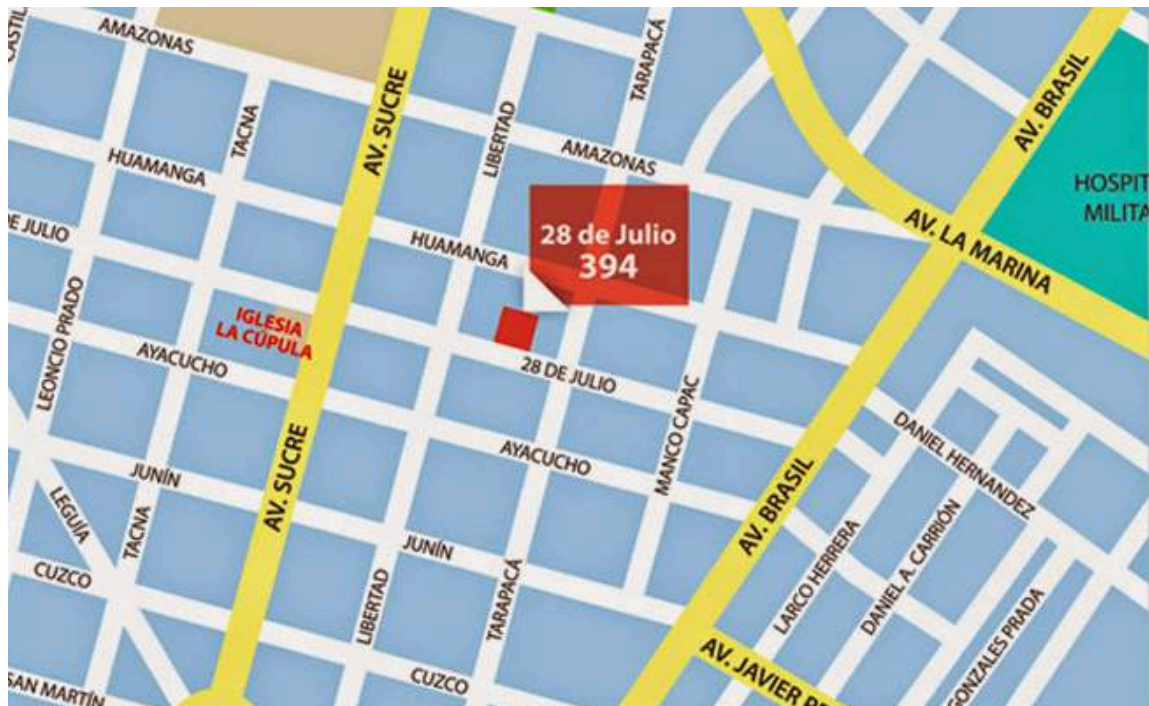 AMAZONAS
TACNA
AV. SUCRE
LIBERTAD
TARAPACÁ
AMAZONAS
AV. BRASIL
HUAMANGA
HOSPIT
MILITA
DE JULIO
HUAMANGA
28 de Julio
394
AV. LA MARINA
LEONCIO PRADO
IGLESIA
LA CÚPULA
AYACUCHO
28 DE JULIO
MANCO CAPAC
DANIEL HERNANDEZ
AYACUCHO
JUNÍN
AV. SUCRE
AV. BRASIL
LEGUÍA
TACNA
JUNÍN
LARCO HERRERA
DANIEL A. CARRIÓN
CUZCO
LIBERTAD
TARAPACÁ
GONZALES PRADA
CUZCO
AV. JAVIER
SAN MARTÍN